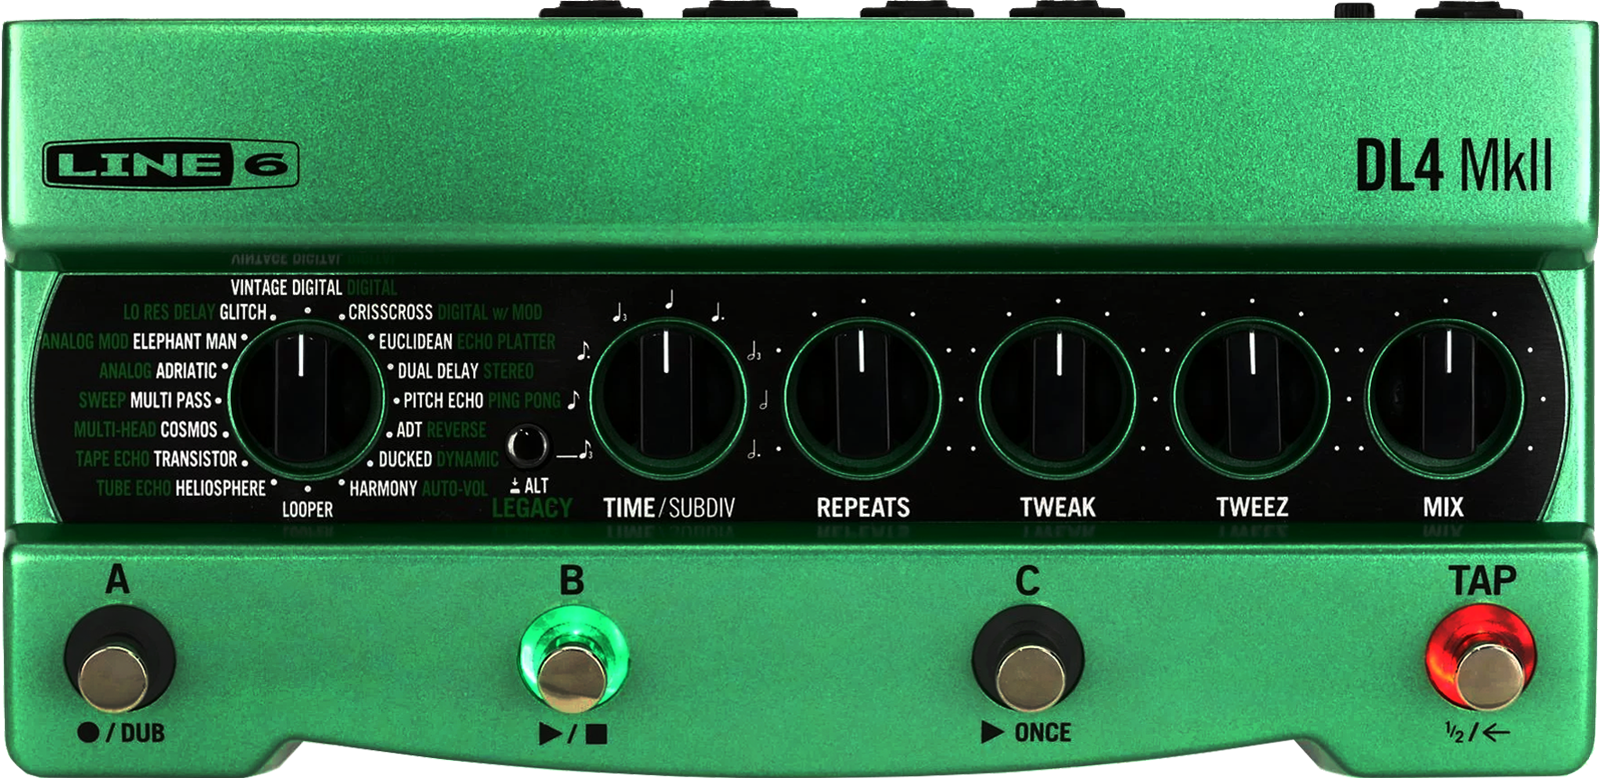 LINE 6
DL4 MkII
VINTAGE DIGITAL DIGITAL
LO RES DELAY GLITCH
CRISSCROSS DIGITAL w/ MOD
ANALOG MOD ELEPHANT MAN
EUCLIDEAN ECHO PLATTER
ANALOG ADRIATIC
DUAL DELAY STEREO
SWEEP MULTI PASS
PITCH ECHO PING PONG
MULTI-HEAD COSMOS
ADT REVERSE
TAPE ECHO TRANSISTOR
DUCKED DYNAMIC
TUBE ECHO HELIOSPHERE
HARMONY AUTO-VOL
LOOPER
ALT
LEGACY
TIME/SUBDIV
REPEATS
TWEAK
TWEEZ
MIX
A
B
C
TAP
●/DUB
▶/■
▶ ONCE
½/←